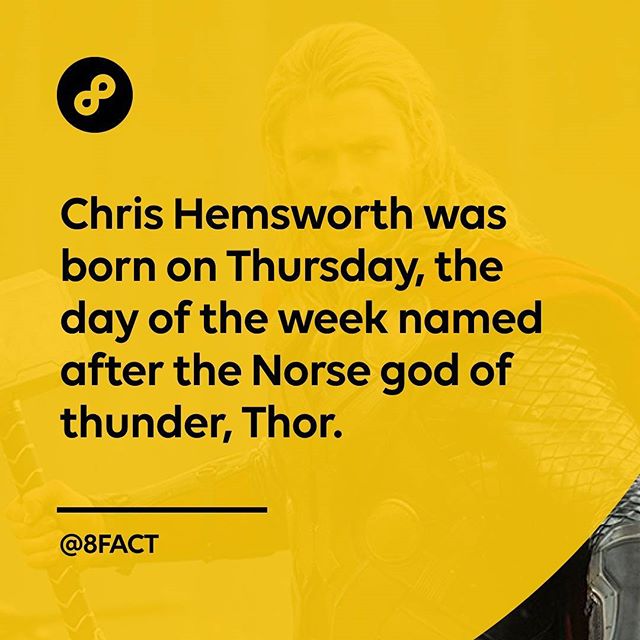 Chris Hemsworth was
born on Thursday, the
day of the week named
after the Norse god of
thunder, Thor.
@8FACT